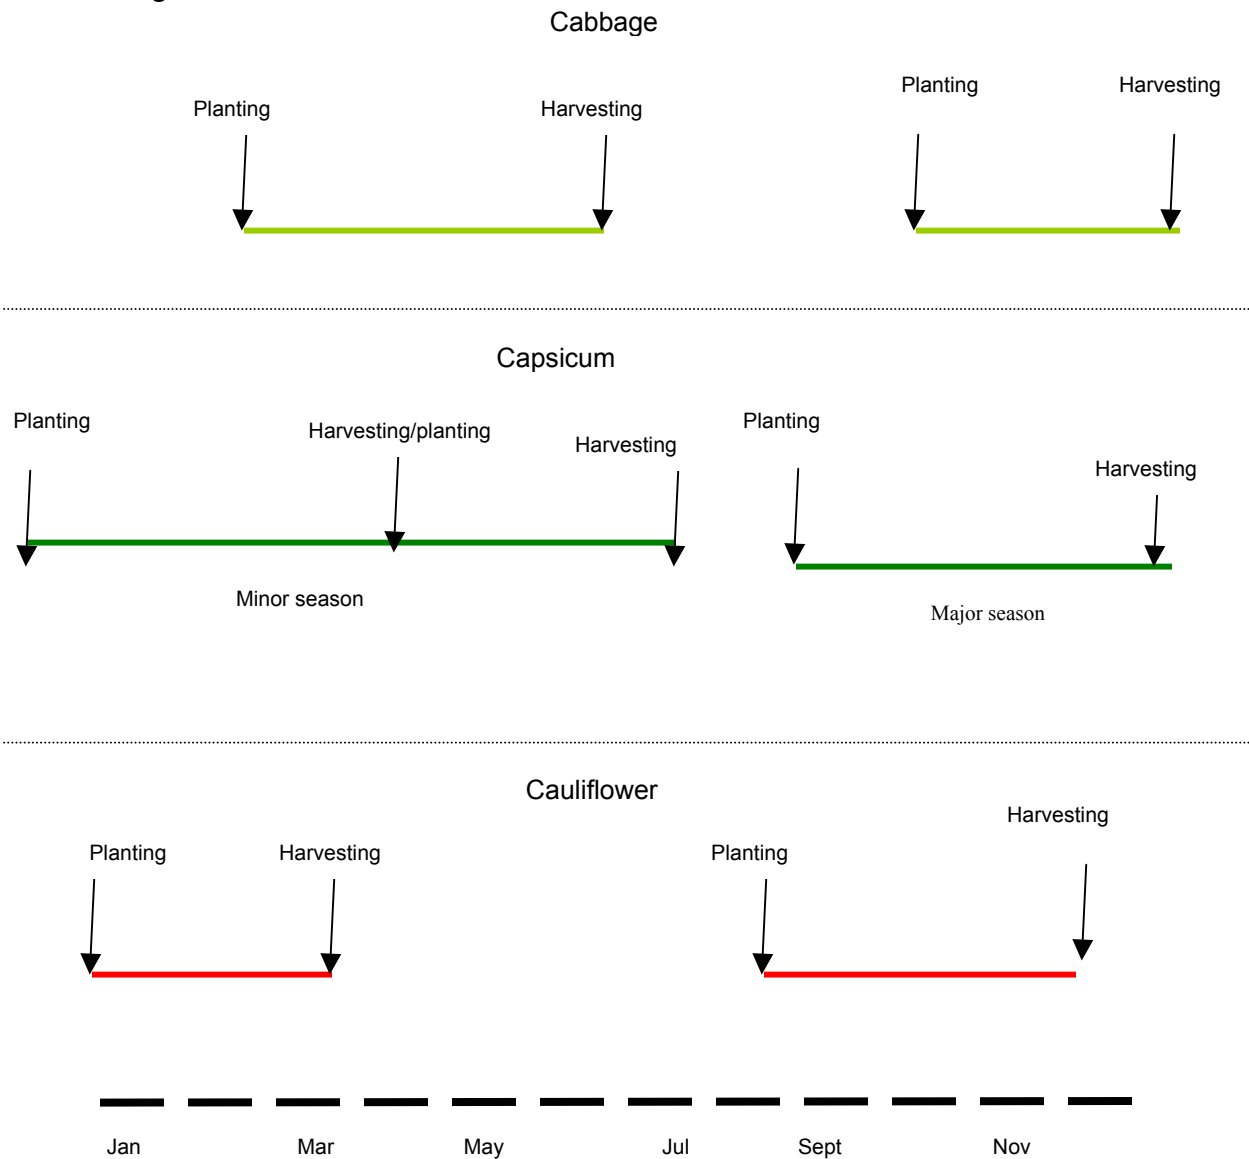 Cabbage
Planting
Harvesting
Planting
Harvesting
Capsicum
Planting
Harvesting/planting
Harvesting
Planting
Harvesting
Minor season
Major season
Cauliflower
Planting
Harvesting
Planting
Harvesting
Jan
Mar
May
Jul
Sept
Nov